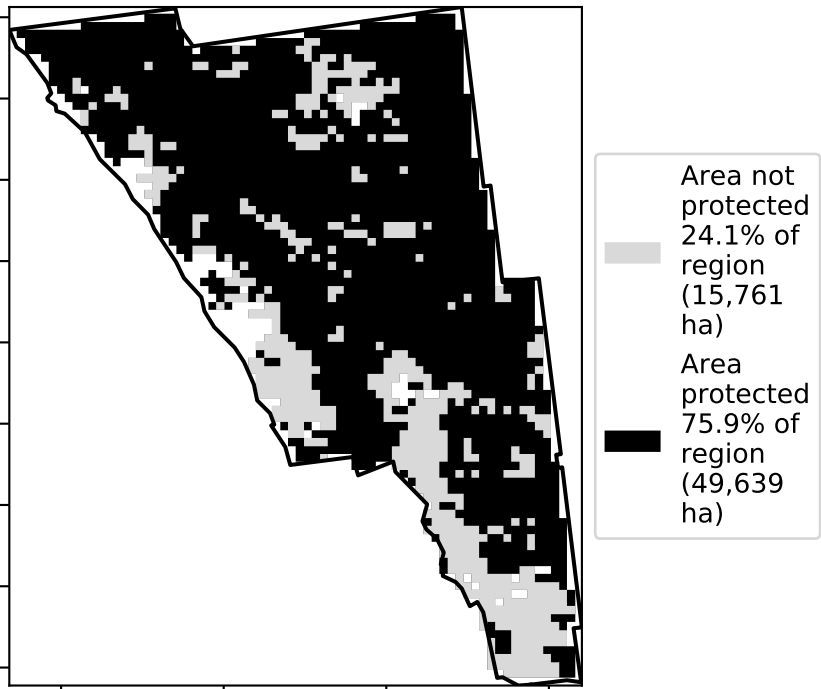 Area not
protected
24.1% of
region
(15,761
ha)
Area
protected
75.9% of
region
(49,639
ha)